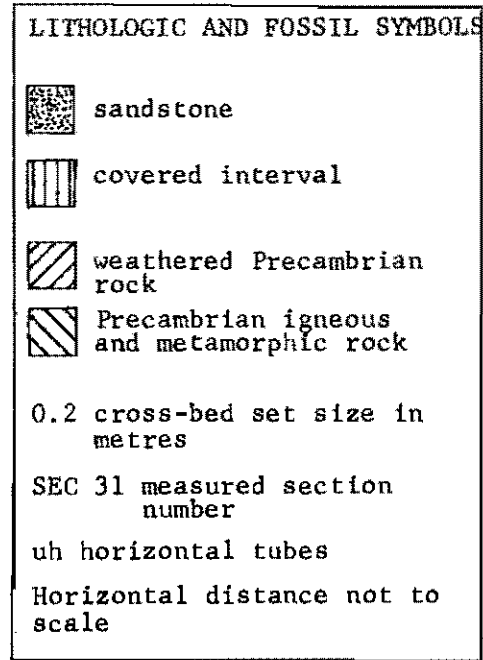 LITHOLOGIC AND FOSSIL SYMBOLS
sandstone
covered interval
weathered Precambrian
rock
Precambrian igneous
and metamorphic rock
0.2 cross-bed set size in
metres
SEC 31 measured section
number
uh horizontal tubes
Horizontal distance not to
scale